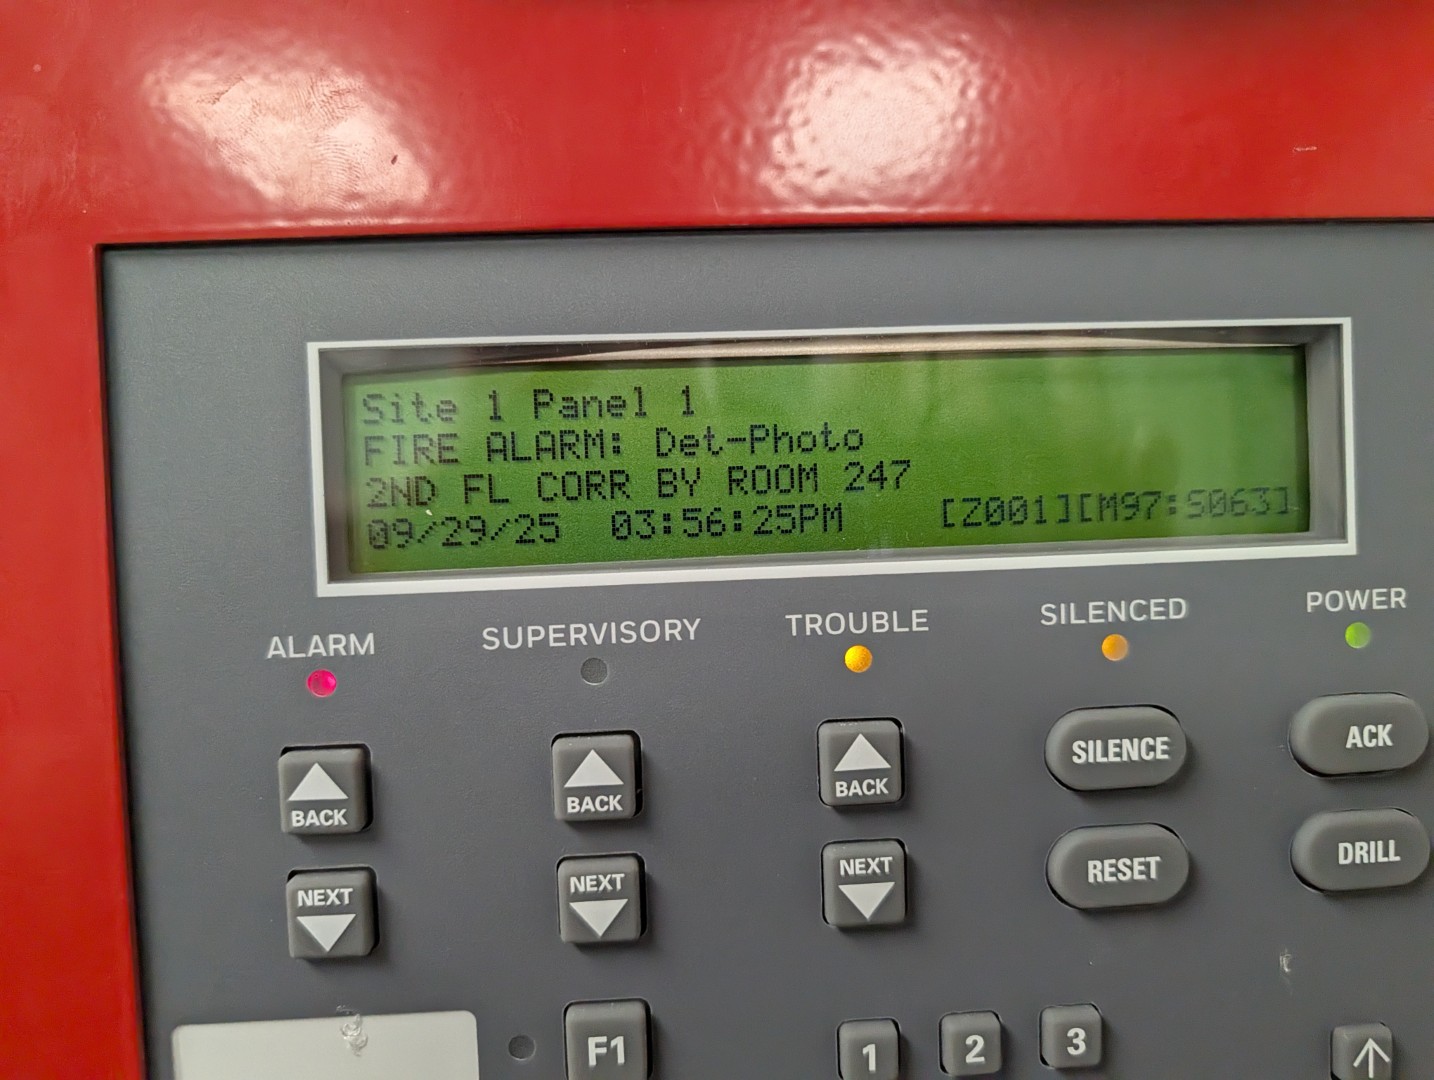 Site 1 Panel 1
FIRE ALARM: Det-Photo
2ND FL CORR BY ROOM 247
09/29/25 03:56:25PM [Z001][M97:S063]
ALARM SUPERVISORY TROUBLE SILENCED POWER
BACK BACK BACK SILENCE ACK
NEXT NEXT NEXT RESET DRILL
F1 1 2 3